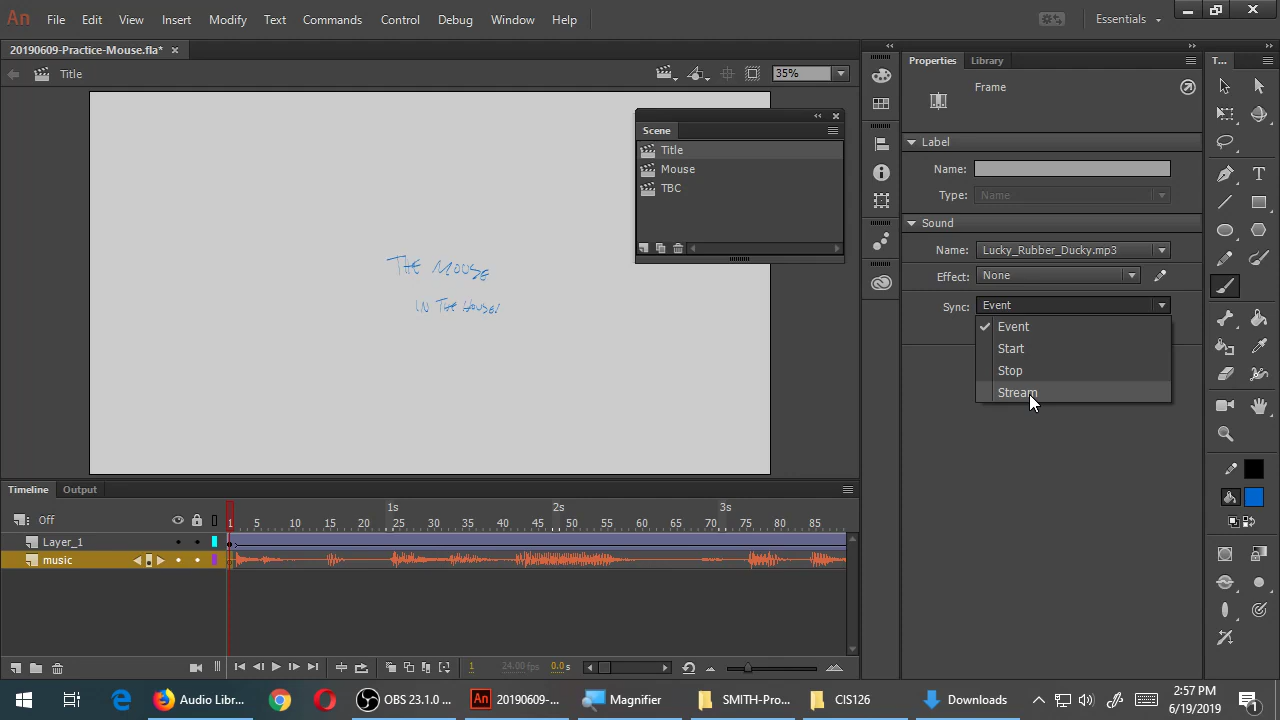 An File Edit View Insert Modify Text Commands Control Debug Window Help Essentials
20190609-Practice-Mouse.fla* ×
Title 35%
THE MOUSE
IN THE HOUSE!
Scene
Title
Mouse
TBC
Properties Library
Frame
Label
Name:
Type: Name
Sound
Name: Lucky_Rubber_Ducky.mp3
Effect: None
Sync: Event
Event
Start
Stop
Stream
T...
Timeline Output
Off 1s 2s 3s
1 5 10 15 20 25 30 35 40 45 50 55 60 65 70 75 80 85
Layer_1
music
1 24.00 fps 0.0 s
Audio Libr... OBS 23.1.0 ... An 20190609-... Magnifier SMITH-Pro... CIS126 Downloads
2:57 PM
6/19/2019
1